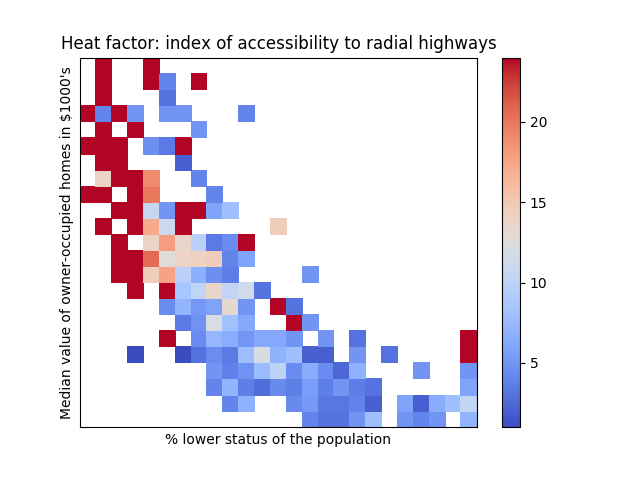 Heat factor: index of accessibility to radial highways
Median value of owner-occupied homes in $1000's
% lower status of the population
20
15
10
5